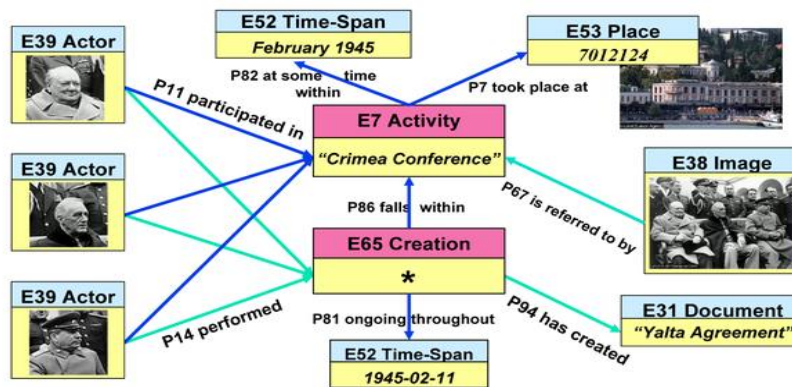 E39 Actor
E52 Time-Span
February 1945
E53 Place
7012124
P82 at some time
within
P7 took place at
P11 participated in
E7 Activity
“Crimea Conference”
E39 Actor
E38 Image
P67 is referred to by
P86 falls within
E65 Creation
*
E39 Actor
P14 performed
P81 ongoing throughout
P94 has created
E31 Document
“Yalta Agreement”
E52 Time-Span
1945-02-11